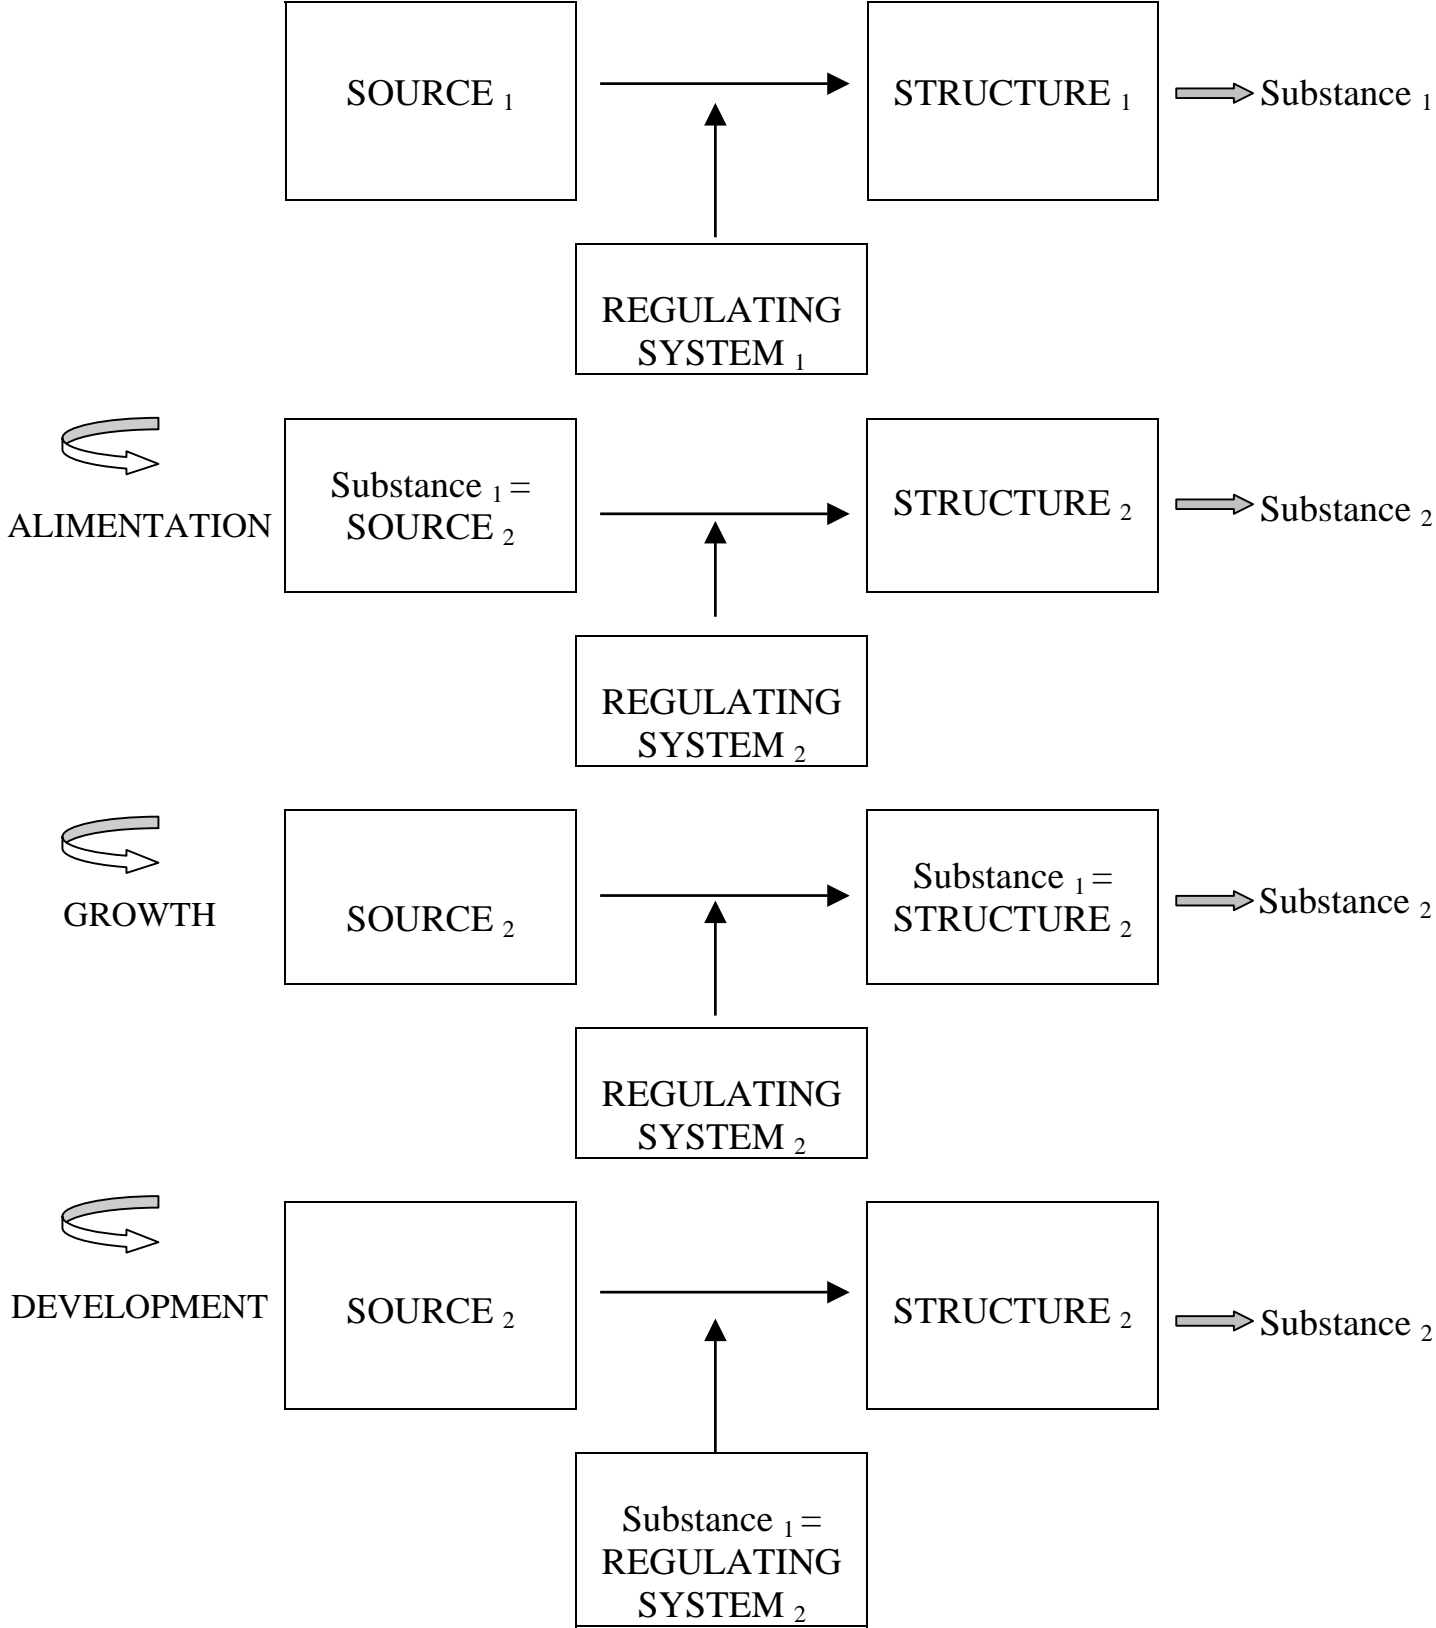 SOURCE 1
STRUCTURE 1
Substance 1
REGULATING
SYSTEM 1
ALIMENTATION
Substance 1 =
SOURCE 2
STRUCTURE 2
Substance 2
REGULATING
SYSTEM 2
GROWTH
SOURCE 2
Substance 1 =
STRUCTURE 2
Substance 2
REGULATING
SYSTEM 2
DEVELOPMENT
SOURCE 2
STRUCTURE 2
Substance 2
Substance 1 =
REGULATING
SYSTEM 2